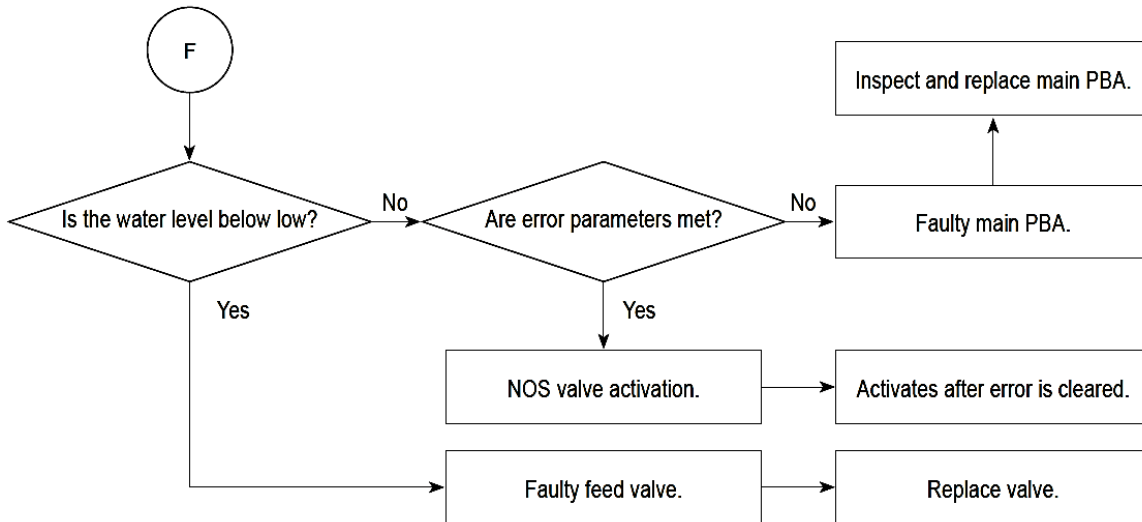 F
Inspect and replace main PBA.
Is the water level below low?
No
Are error parameters met?
No
Faulty main PBA.
Yes
Yes
NOS valve activation.
Activates after error is cleared.
Faulty feed valve.
Replace valve.